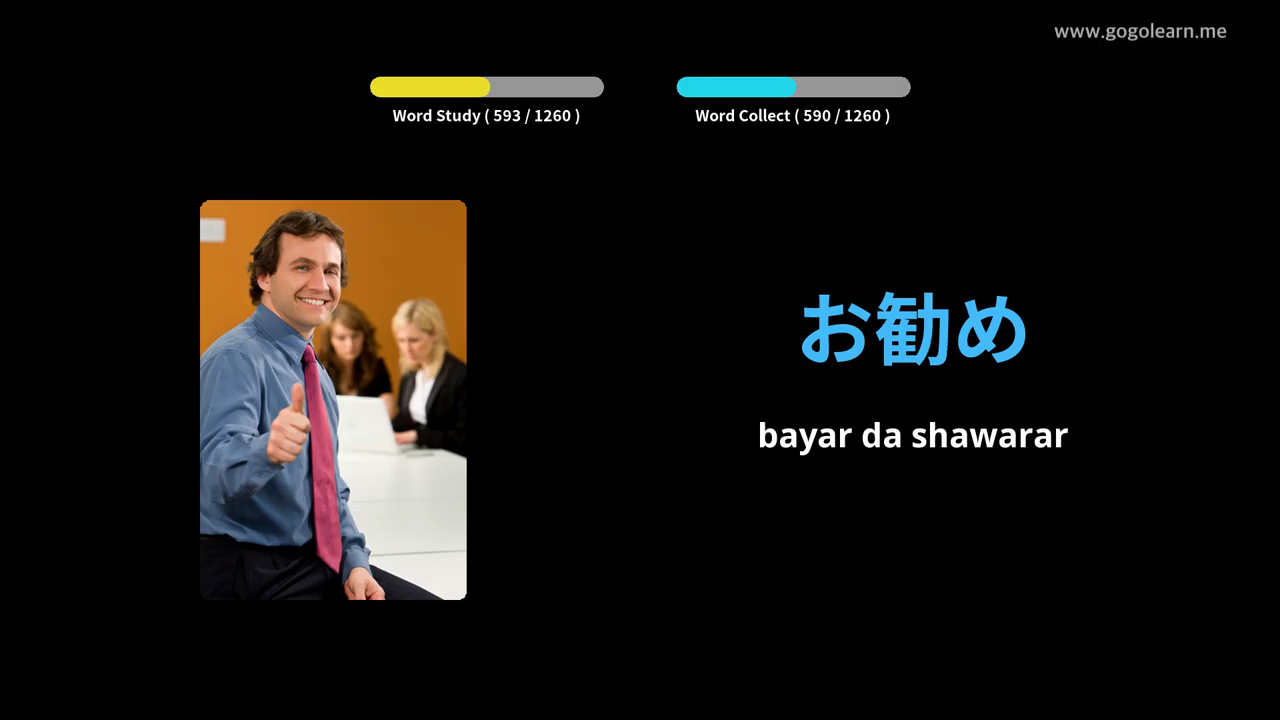 www.gogolearn.me
Word Study ( 593 / 1260 )
Word Collect ( 590 / 1260 )
お勧め
bayar da shawarar